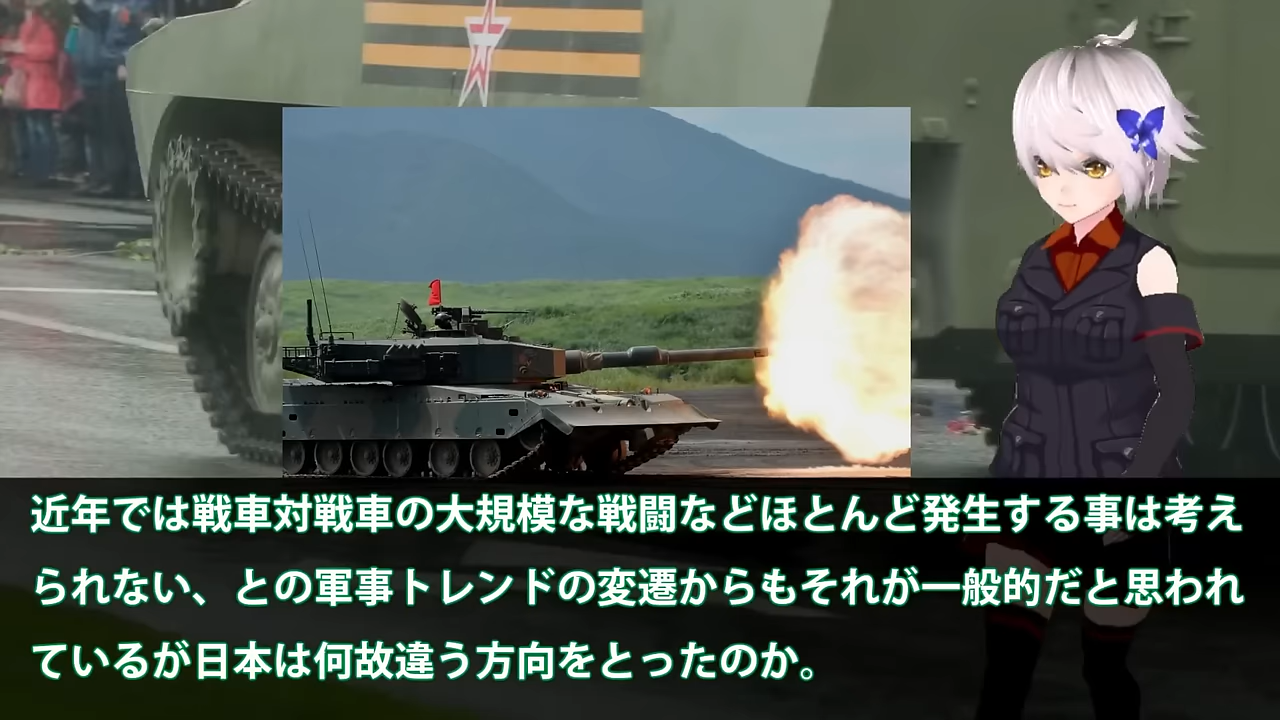 近年では戦車対戦車の大規模な戦闘などほとんど発生する事は考え
られない、との軍事トレンドの変遷からもそれが一般的だと思われ
ているが日本は何故違う方向をとったのか。